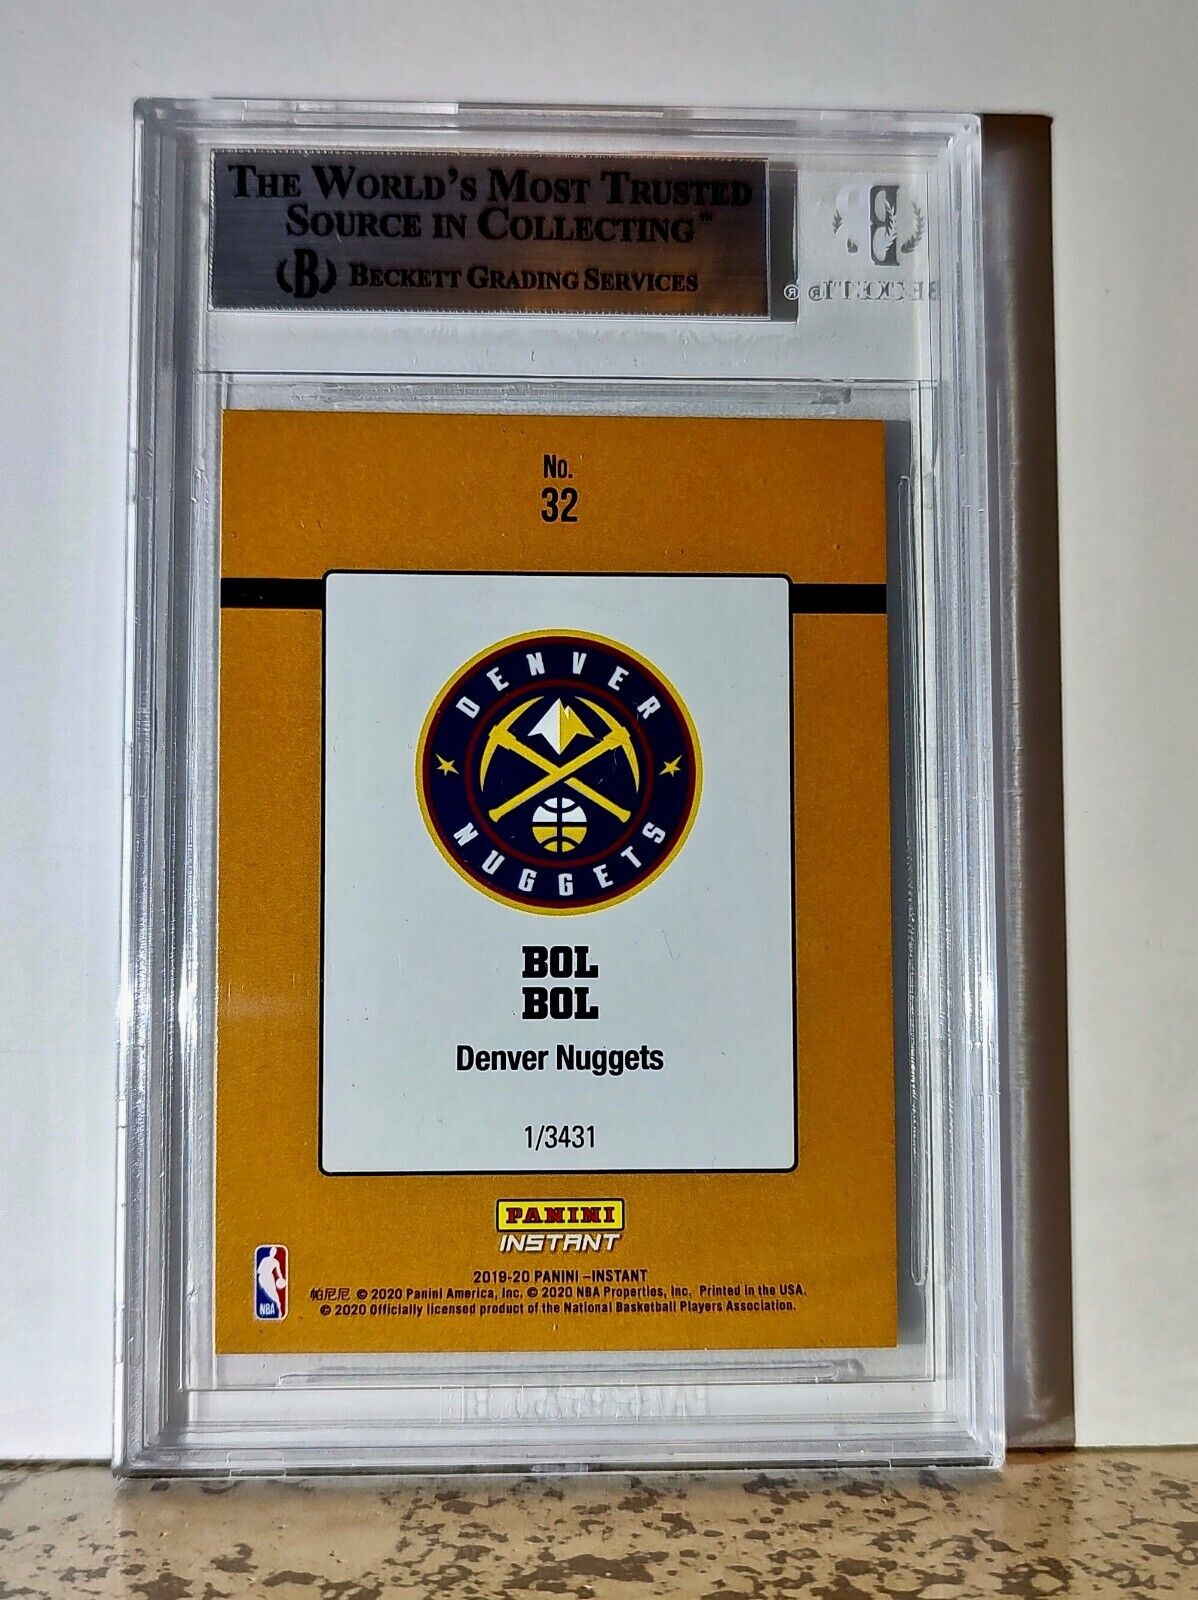 THE WORLD'S MOST TRUSTED
SOURCE IN COLLECTING™
(B) BECKETT GRADING SERVICES
B
BECKETT®
®
No.
32
DENVER
NUGGETS
BOL
BOL
Denver Nuggets
1/3431
PANINI
INSTANT
2019-20 PANINI –INSTANT
帕尼尼 © 2020 Panini America, Inc. © 2020 NBA Properties, Inc. Printed in the USA.
© 2020 Officially licensed product of the National Basketball Players Association.
NBA